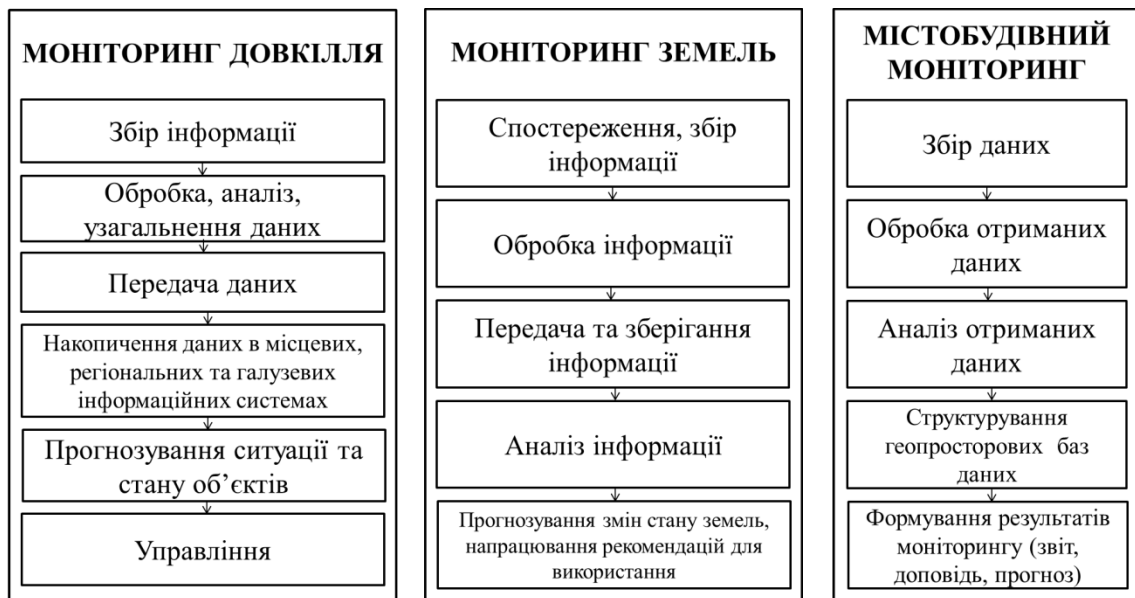 МОНІТОРИНГ ДОВКІЛЛЯ
Збір інформації
Обробка, аналіз,
узагальнення даних
Передача даних
Накопичення даних в місцевих,
регіональних та галузевих
інформаційних системах
Прогнозування ситуації та
стану об’єктів
Управління
МОНІТОРИНГ ЗЕМЕЛЬ
Спостереження, збір
інформації
Обробка інформації
Передача та зберігання
інформації
Аналіз інформації
Прогнозування змін стану земель,
напрацювання рекомендацій для
використання
МІСТОБУДІВНИЙ
МОНІТОРИНГ
Збір даних
Обробка отриманих
даних
Аналіз отриманих
даних
Структурування
геопросторових баз
даних
Формування результатів
моніторингу (звіт,
доповідь, прогноз)